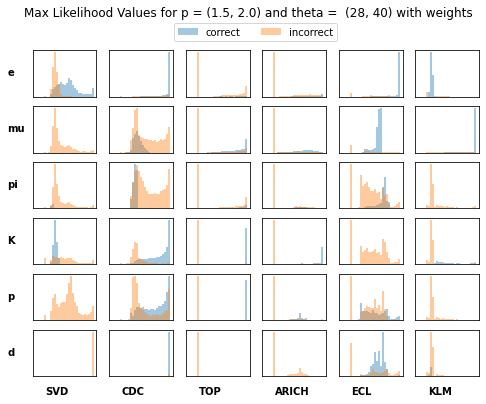 Max Likelihood Values for p = (1.5, 2.0) and theta =  (28, 40) with weights
correct incorrect
e
mu
pi
K
p
d
SVD CDC TOP ARICH ECL KLM